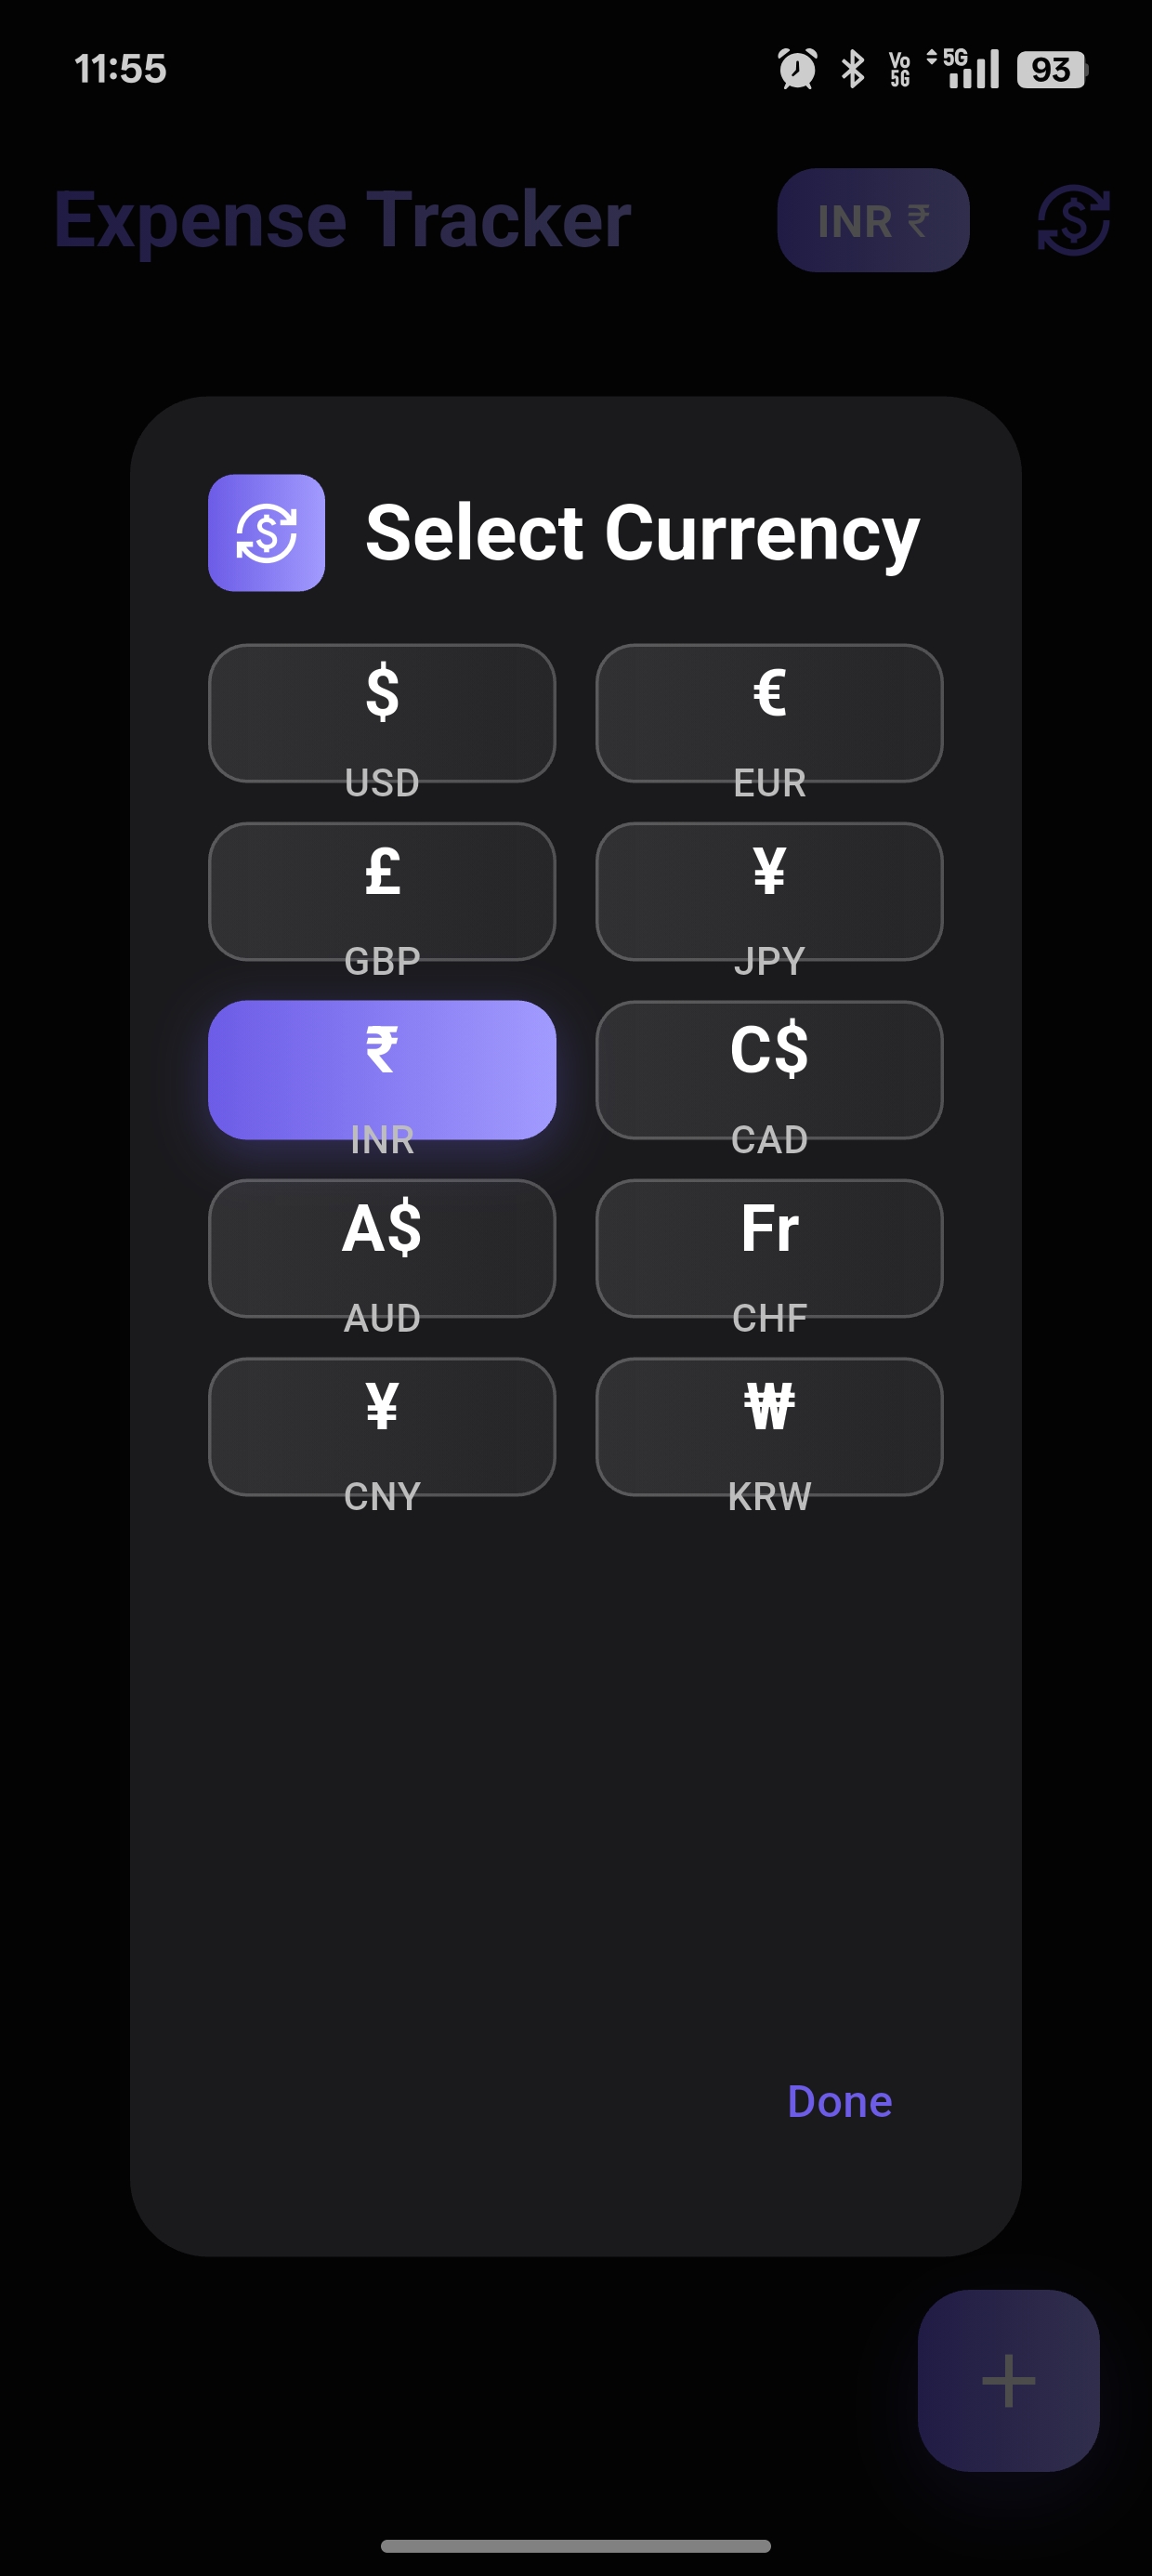 11:55 Vo 5G 5G 93
Expense Tracker INR ₹
Select Currency
$ €
USD EUR
£ ¥
GBP JPY
₹ C$
INR CAD
A$ Fr
AUD CHF
¥ ₩
CNY KRW
Done
+